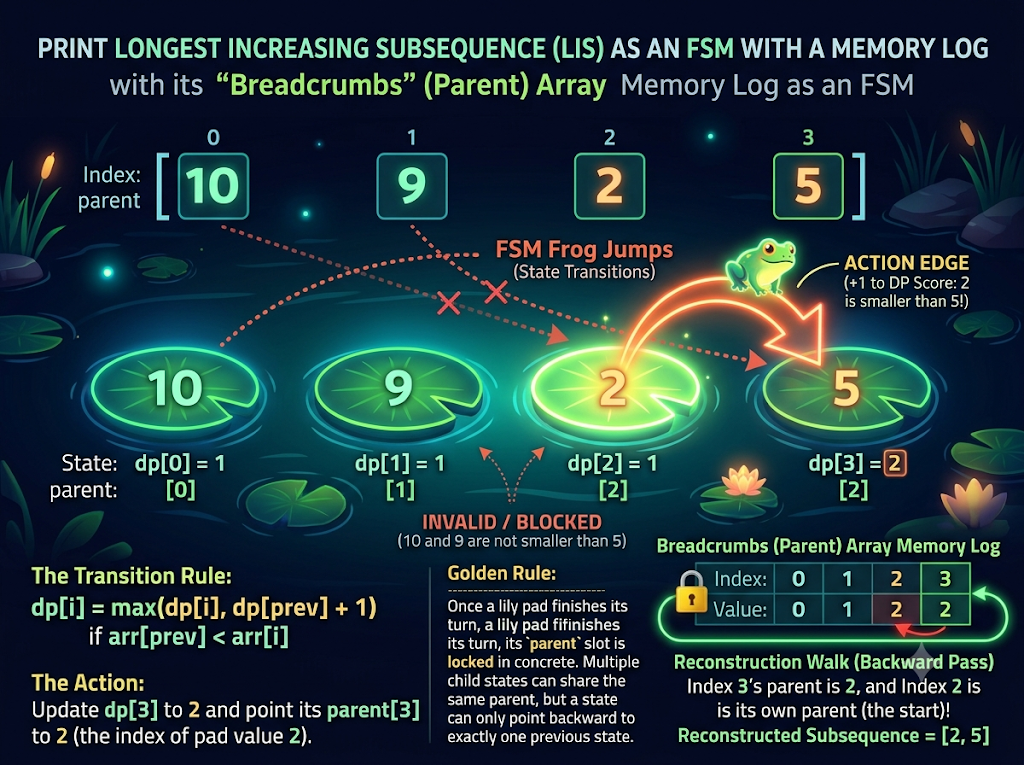 PRINT LONGEST INCREASING SUBSEQUENCE (LIS) AS AN FSM WITH A MEMORY LOG
with its “Breadcrumbs” (Parent) Array Memory Log as an FSM
0 1 2 3
Index:
parent
[ 10 9 2 5 ]
FSM Frog Jumps
(State Transitions)
ACTION EDGE
(+1 to DP Score: 2
is smaller than 5!)
10 9 2 5
State: dp[0] = 1 dp[1] = 1 dp[2] = 1 dp[3] = 2
parent: [0] [1] [2] [2]
INVALID / BLOCKED
(10 and 9 are not smaller than 5)
The Transition Rule:
dp[i] = max(dp[i], dp[prev] + 1)
if arr[prev] < arr[i]
The Action:
Update dp[3] to 2 and point its parent[3]
to 2 (the index of pad value 2).
Golden Rule:
Once a lily pad finishes its
turn, a lily pad fifinishes
its turn, its `parent` slot is
locked in concrete. Multiple
child states can share the
same parent, but a state
can only point backward to
exactly one previous state.
Breadcrumbs (Parent) Array Memory Log
Index: 0 1 2 3
Value: 0 1 2 2
Reconstruction Walk (Backward Pass)
Index 3’s parent is 2, and Index 2 is
is its own parent (the start)!
Reconstructed Subsequence = [2, 5]